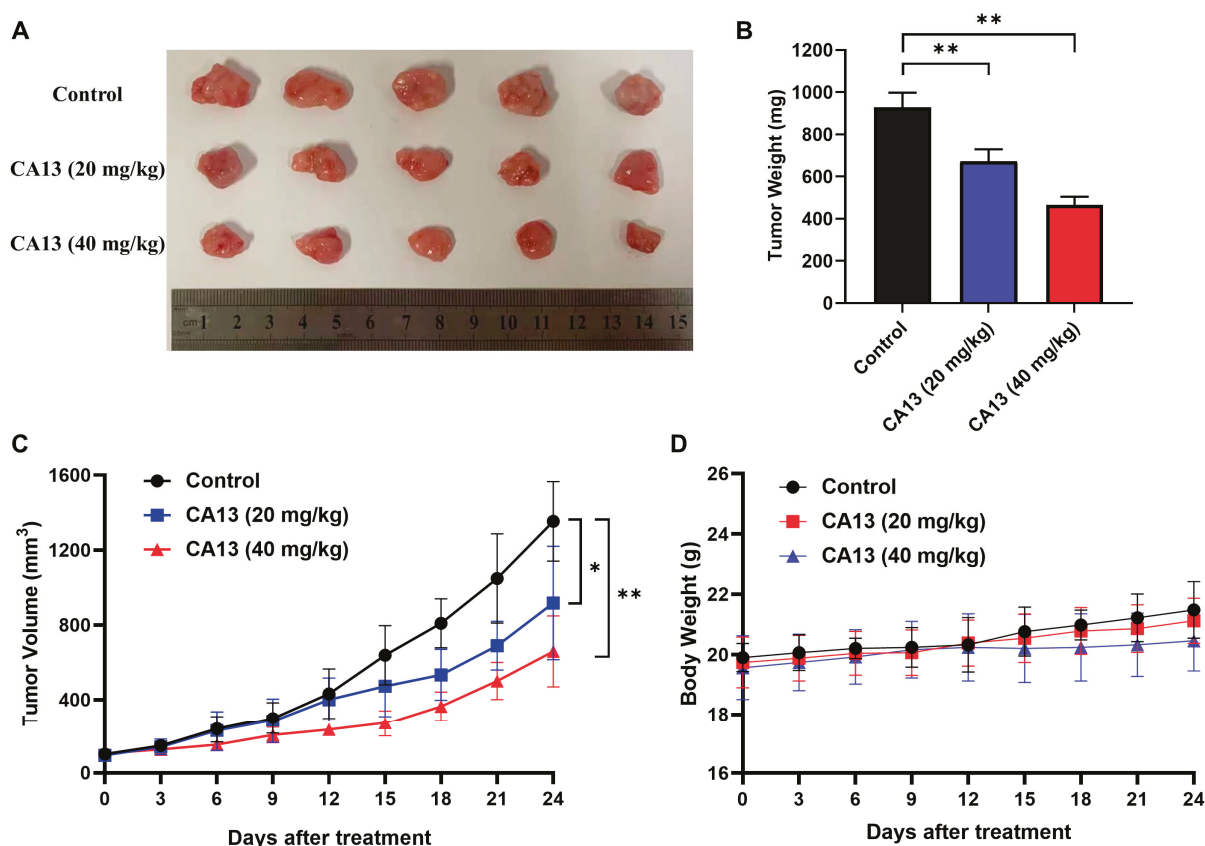 A
Control
CA13 (20 mg/kg)
CA13 (40 mg/kg)
cm 1 2 3 4 5 6 7 8 9 10 11 12 13 14 15
B
**
**
1200
1000
800
600
400
200
0
Tumor Weight (mg)
Control
CA13 (20 mg/kg)
CA13 (40 mg/kg)
C
Control
CA13 (20 mg/kg)
CA13 (40 mg/kg)
1600
1200
800
400
0
Tumor Volume (mm³)
*
**
0 3 6 9 12 15 18 21 24
Days after treatment
D
Control
CA13 (20 mg/kg)
CA13 (40 mg/kg)
26
24
22
20
18
16
Body Weight (g)
0 3 6 9 12 15 18 21 24
Days after treatment